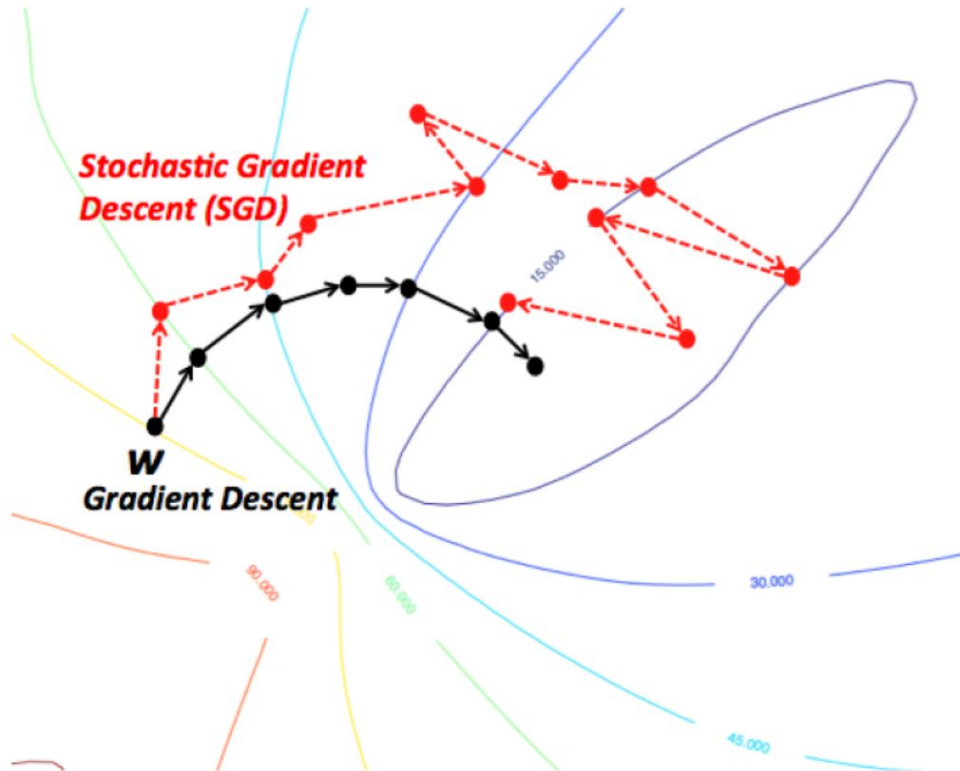 Stochastic Gradient
Descent (SGD)
15.000
W
Gradient Descent
90.000
60.000
30.000
45.000